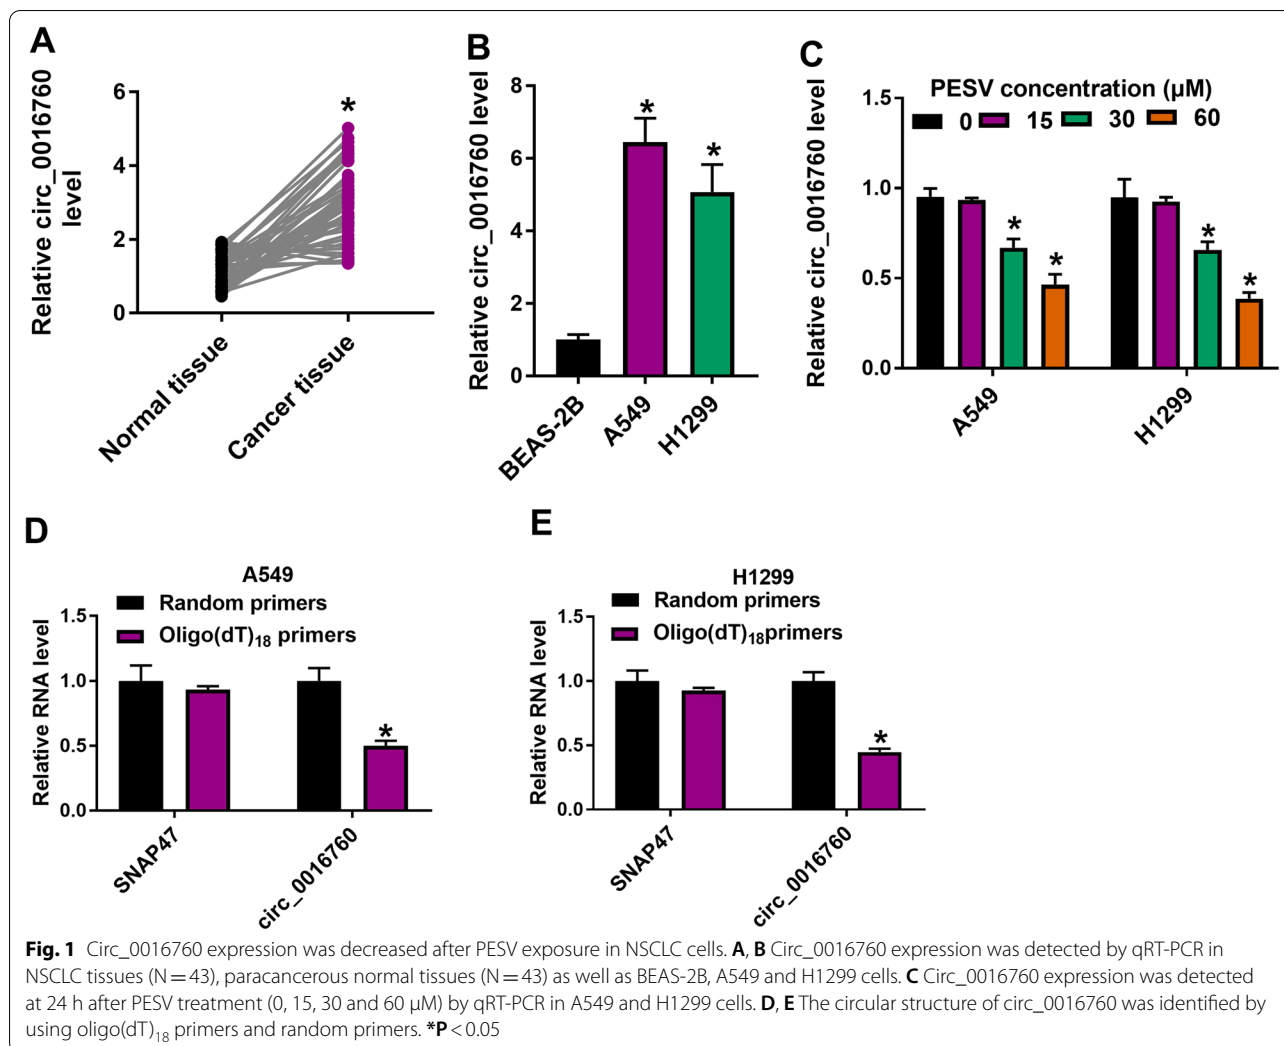 A
Relative circ_0016760
level
6
4
2
0
*
Normal tissue
Cancer tissue
B
Relative circ_0016760 level
8
6
4
2
0
*
*
BEAS-2B
A549
H1299
C
Relative circ_0016760 level
PESV concentration (μM)
0 15 30 60
1.5
1.0
0.5
0.0
*
*
*
*
A549
H1299
D
A549
Random primers
Oligo(dT)18 primers
Relative RNA level
1.5
1.0
0.5
0.0
*
SNAP47
circ_0016760
E
H1299
Random primers
Oligo(dT)18primers
Relative RNA level
1.5
1.0
0.5
0.0
*
SNAP47
circ_0016760
Fig. 1 Circ_0016760 expression was decreased after PESV exposure in NSCLC cells. A, B Circ_0016760 expression was detected by qRT-PCR in
NSCLC tissues (N = 43), paracancerous normal tissues (N = 43) as well as BEAS-2B, A549 and H1299 cells. C Circ_0016760 expression was detected
at 24 h after PESV treatment (0, 15, 30 and 60 μM) by qRT-PCR in A549 and H1299 cells. D, E The circular structure of circ_0016760 was identified by
using oligo(dT)18 primers and random primers. *P < 0.05